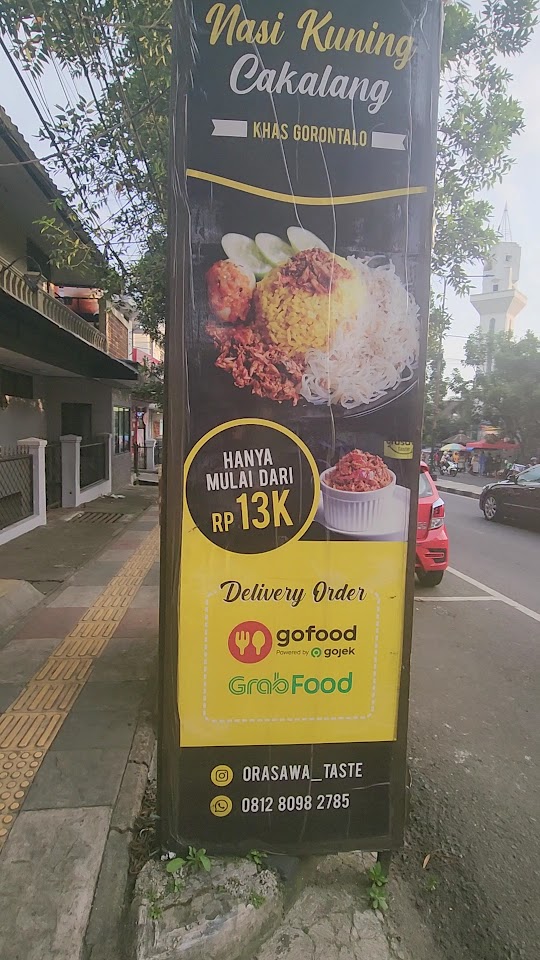 Nasi Kuning
Cakalang
KHAS GORONTALO
HANYA
MULAI DARI
RP 13K
Delivery Order
gofood
Powered by gojek
GrabFood
ORASAWA_TASTE
0812 8098 2785